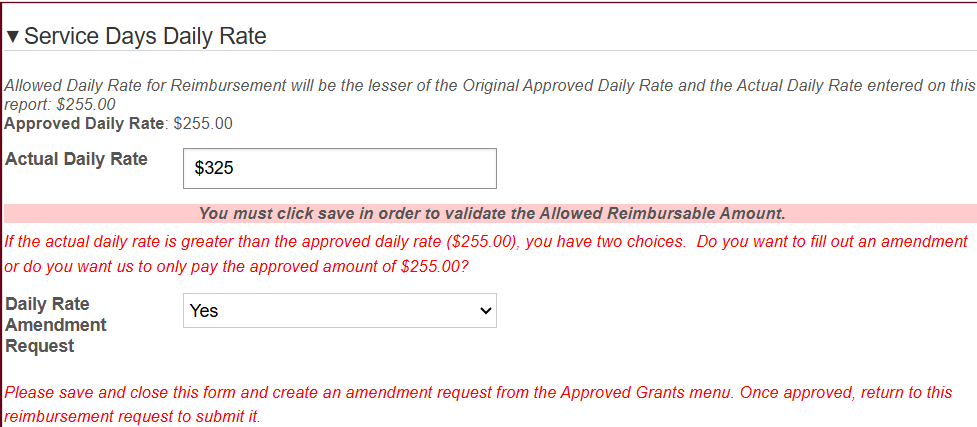 ▼ Service Days Daily Rate
Allowed Daily Rate for Reimbursement will be the lesser of the Original Approved Daily Rate and the Actual Daily Rate entered on this
report: $255.00
Approved Daily Rate: $255.00
Actual Daily Rate
$325
You must click save in order to validate the Allowed Reimbursable Amount.
If the actual daily rate is greater than the approved daily rate ($255.00), you have two choices.  Do you want to fill out an amendment
or do you want us to only pay the approved amount of $255.00?
Daily Rate
Amendment
Request
Yes
Please save and close this form and create an amendment request from the Approved Grants menu. Once approved, return to this
reimbursement request to submit it.